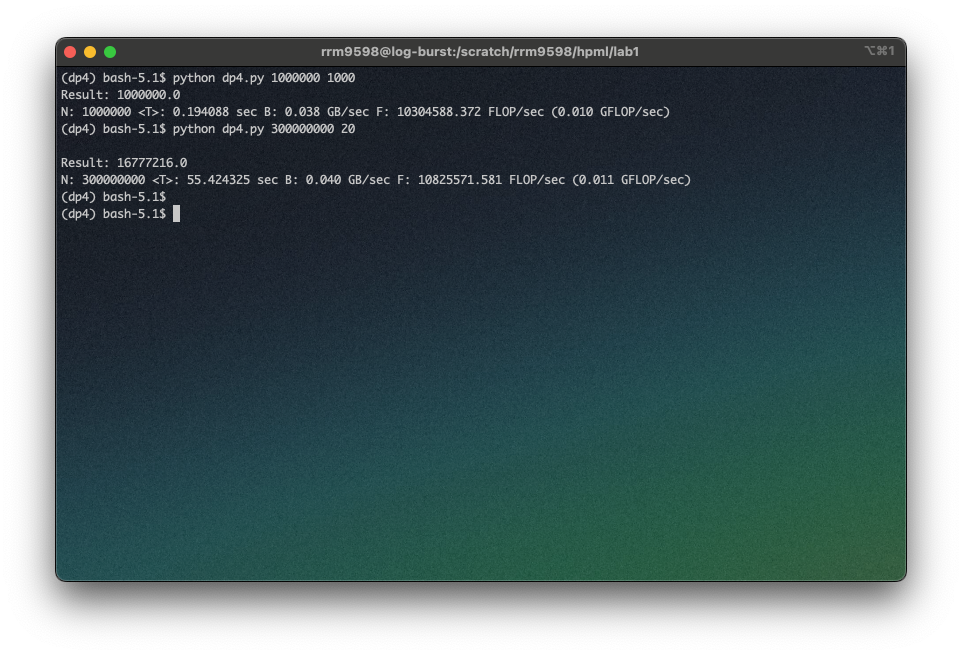 rrm9598@log-burst:/scratch/rrm9598/hpml/lab1 ⌥⌘1
(dp4) bash-5.1$ python dp4.py 1000000 1000
Result: 1000000.0
N: 1000000 <T>: 0.194088 sec B: 0.038 GB/sec F: 10304588.372 FLOP/sec (0.010 GFLOP/sec)
(dp4) bash-5.1$ python dp4.py 300000000 20
Result: 16777216.0
N: 300000000 <T>: 55.424325 sec B: 0.040 GB/sec F: 10825571.581 FLOP/sec (0.011 GFLOP/sec)
(dp4) bash-5.1$
(dp4) bash-5.1$